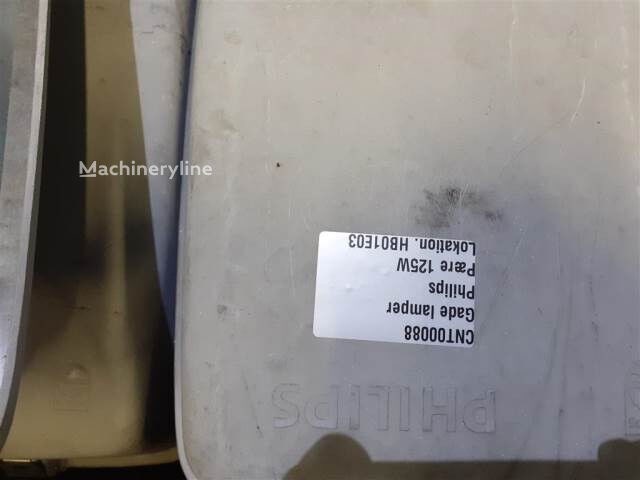 Machineryline
CNT00088
Gade lamper
Philips
Pære 125W
Lokation. HB01E03
PHILIPS